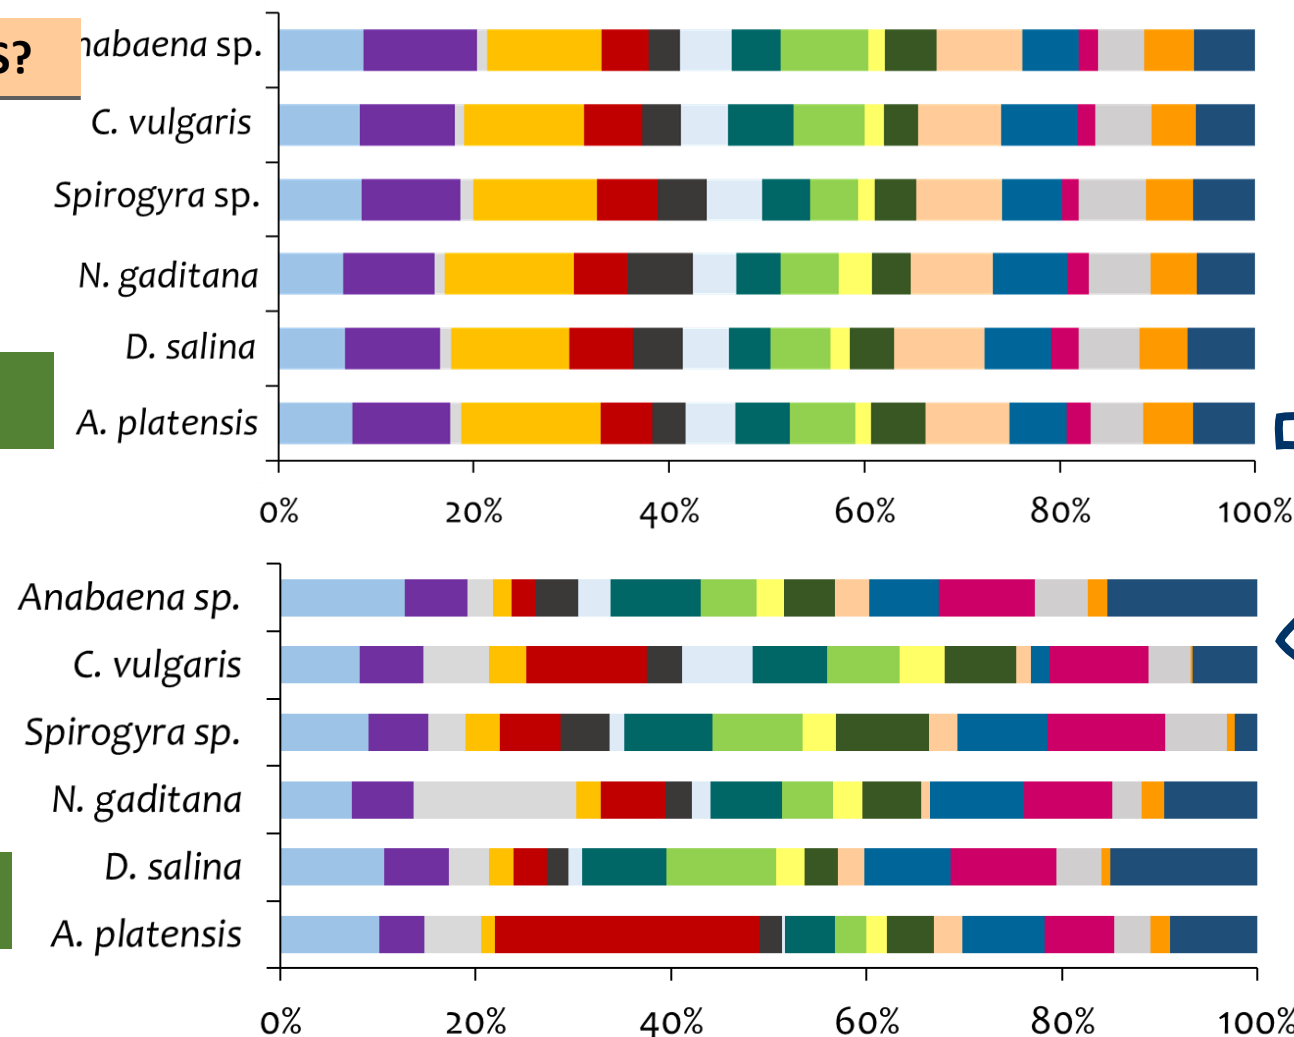 S?
nabaena sp.
C. vulgaris
Spirogyra sp.
N. gaditana
D. salina
A. platensis
0% 20% 40% 60% 80% 100%
Anabaena sp.
C. vulgaris
Spirogyra sp.
N. gaditana
D. salina
A. platensis
0% 20% 40% 60% 80% 100%